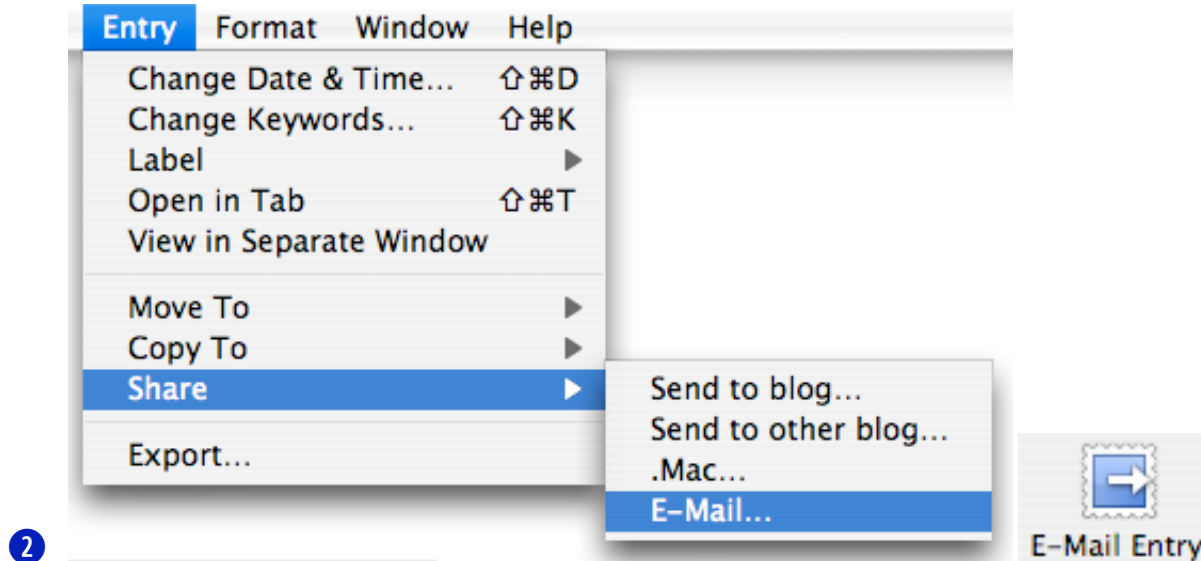 Entry Format Window Help
Change Date & Time... ⇧⌘D
Change Keywords... ⇧⌘K
Label
Open in Tab ⇧⌘T
View in Separate Window
Move To
Copy To
Share
Export...
Send to blog...
Send to other blog...
.Mac...
E-Mail...
E-Mail Entry
2